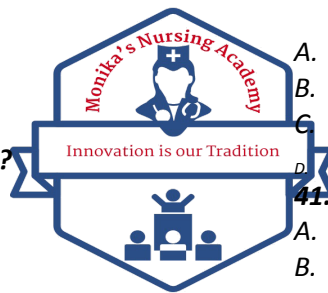 Monika's Nursing Academy
A.
B.
C.
Innovation is our Tradition
?
D.
41.
A.
B.